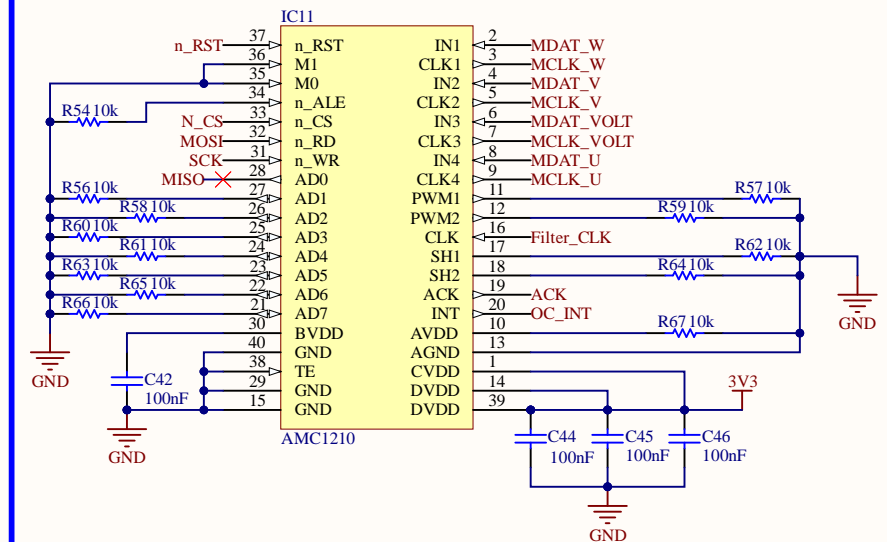 IC11
n_RST 37 n_RST IN1 2 MDAT_W
36 M1 CLK1 3 MCLK_W
35 M0 IN2 4 MDAT_V
R54 10k 34 n_ALE CLK2 5 MCLK_V
N_CS 33 n_CS IN3 6 MDAT_VOLT
MOSI 32 n_RD CLK3 7 MCLK_VOLT
SCK 31 n_WR IN4 8 MDAT_U
MISO 28 AD0 CLK4 9 MCLK_U
R56 10k 27 AD1 PWM1 11 R57 10k
R58 10k 26 AD2 PWM2 12 R59 10k
R60 10k 25 AD3 CLK 16 Filter_CLK
R61 10k 24 AD4 SH1 17 R62 10k
R63 10k 23 AD5 SH2 18 R64 10k
R65 10k 22 AD6 ACK 19 ACK
R66 10k 21 AD7 INT 20 OC_INT
30 BVDD AVDD 10 R67 10k
GND
40 GND AGND 13
GND
C42 38 TE CVDD 1
100nF 29 GND DVDD 14 3V3
15 GND DVDD 39
AMC1210
GND
C44 C45 C46
100nF 100nF 100nF
GND